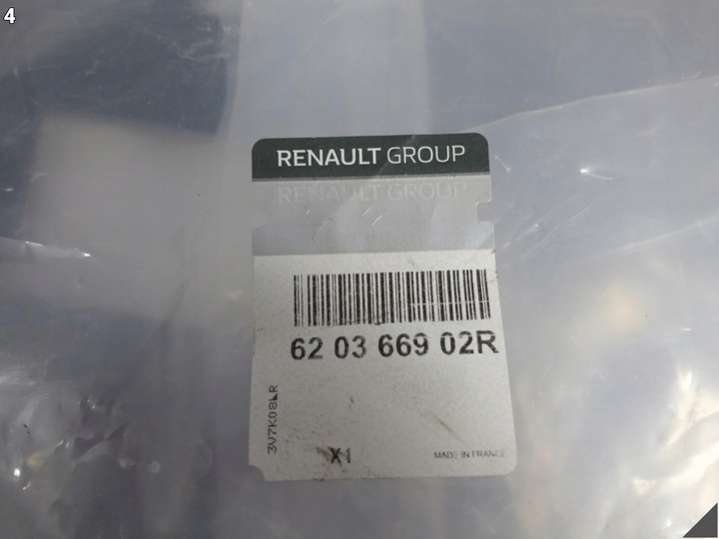 4
RENAULT GROUP
RENAULT GROUP
62 03 669 02R
X1
MADE IN FRANCE